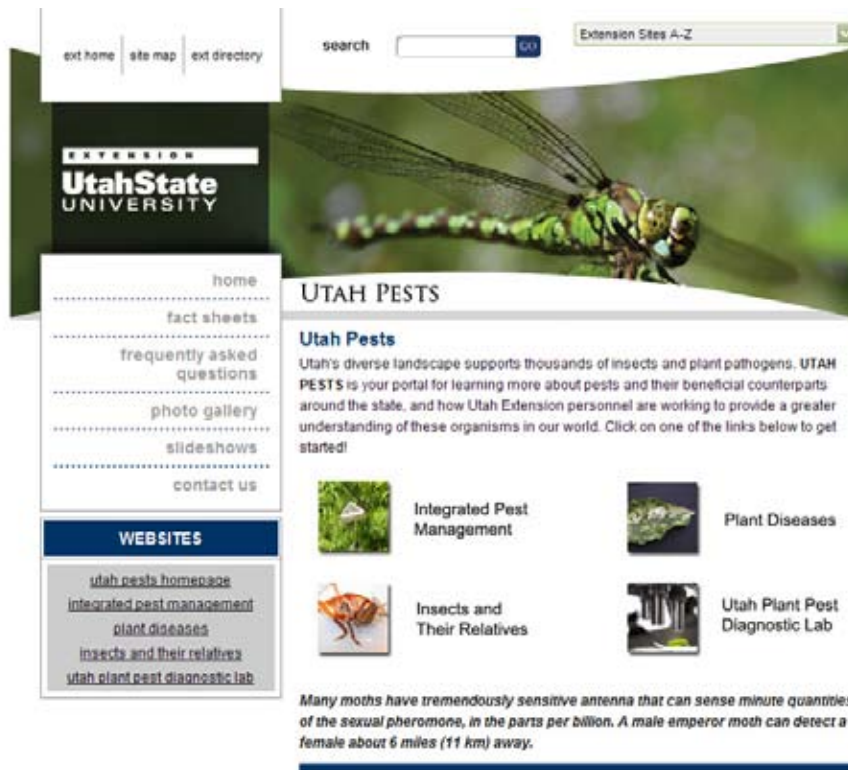 ext home
site map
ext directory
search
GO
Extension Sites A-Z
EXTENSION
UtahState
UNIVERSITY
home
fact sheets
frequently asked
questions
photo gallery
slideshows
contact us
WEBSITES
utah pests homepage
integrated pest management
plant diseases
insects and their relatives
utah plant pest diagnostic lab
UTAH PESTS
Utah Pests
Utah's diverse landscape supports thousands of insects and plant pathogens. UTAH
PESTS is your portal for learning more about pests and their beneficial counterparts
around the state, and how Utah Extension personnel are working to provide a greater
understanding of these organisms in our world. Click on one of the links below to get
started!
Integrated Pest
Management
Plant Diseases
Insects and
Their Relatives
Utah Plant Pest
Diagnostic Lab
Many moths have tremendously sensitive antenna that can sense minute quantities
of the sexual pheromone, in the parts per billion. A male emperor moth can detect a
female about 6 miles (11 km) away.